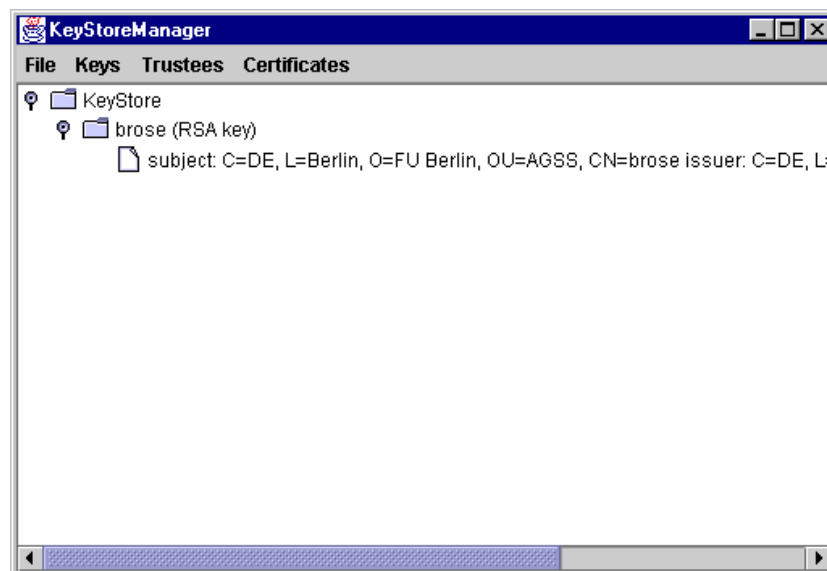 KeyStoreManager
File Keys Trustees Certificates
KeyStore
brose (RSA key)
subject: C=DE, L=Berlin, O=FU Berlin, OU=AGSS, CN=brose issuer: C=DE, L=